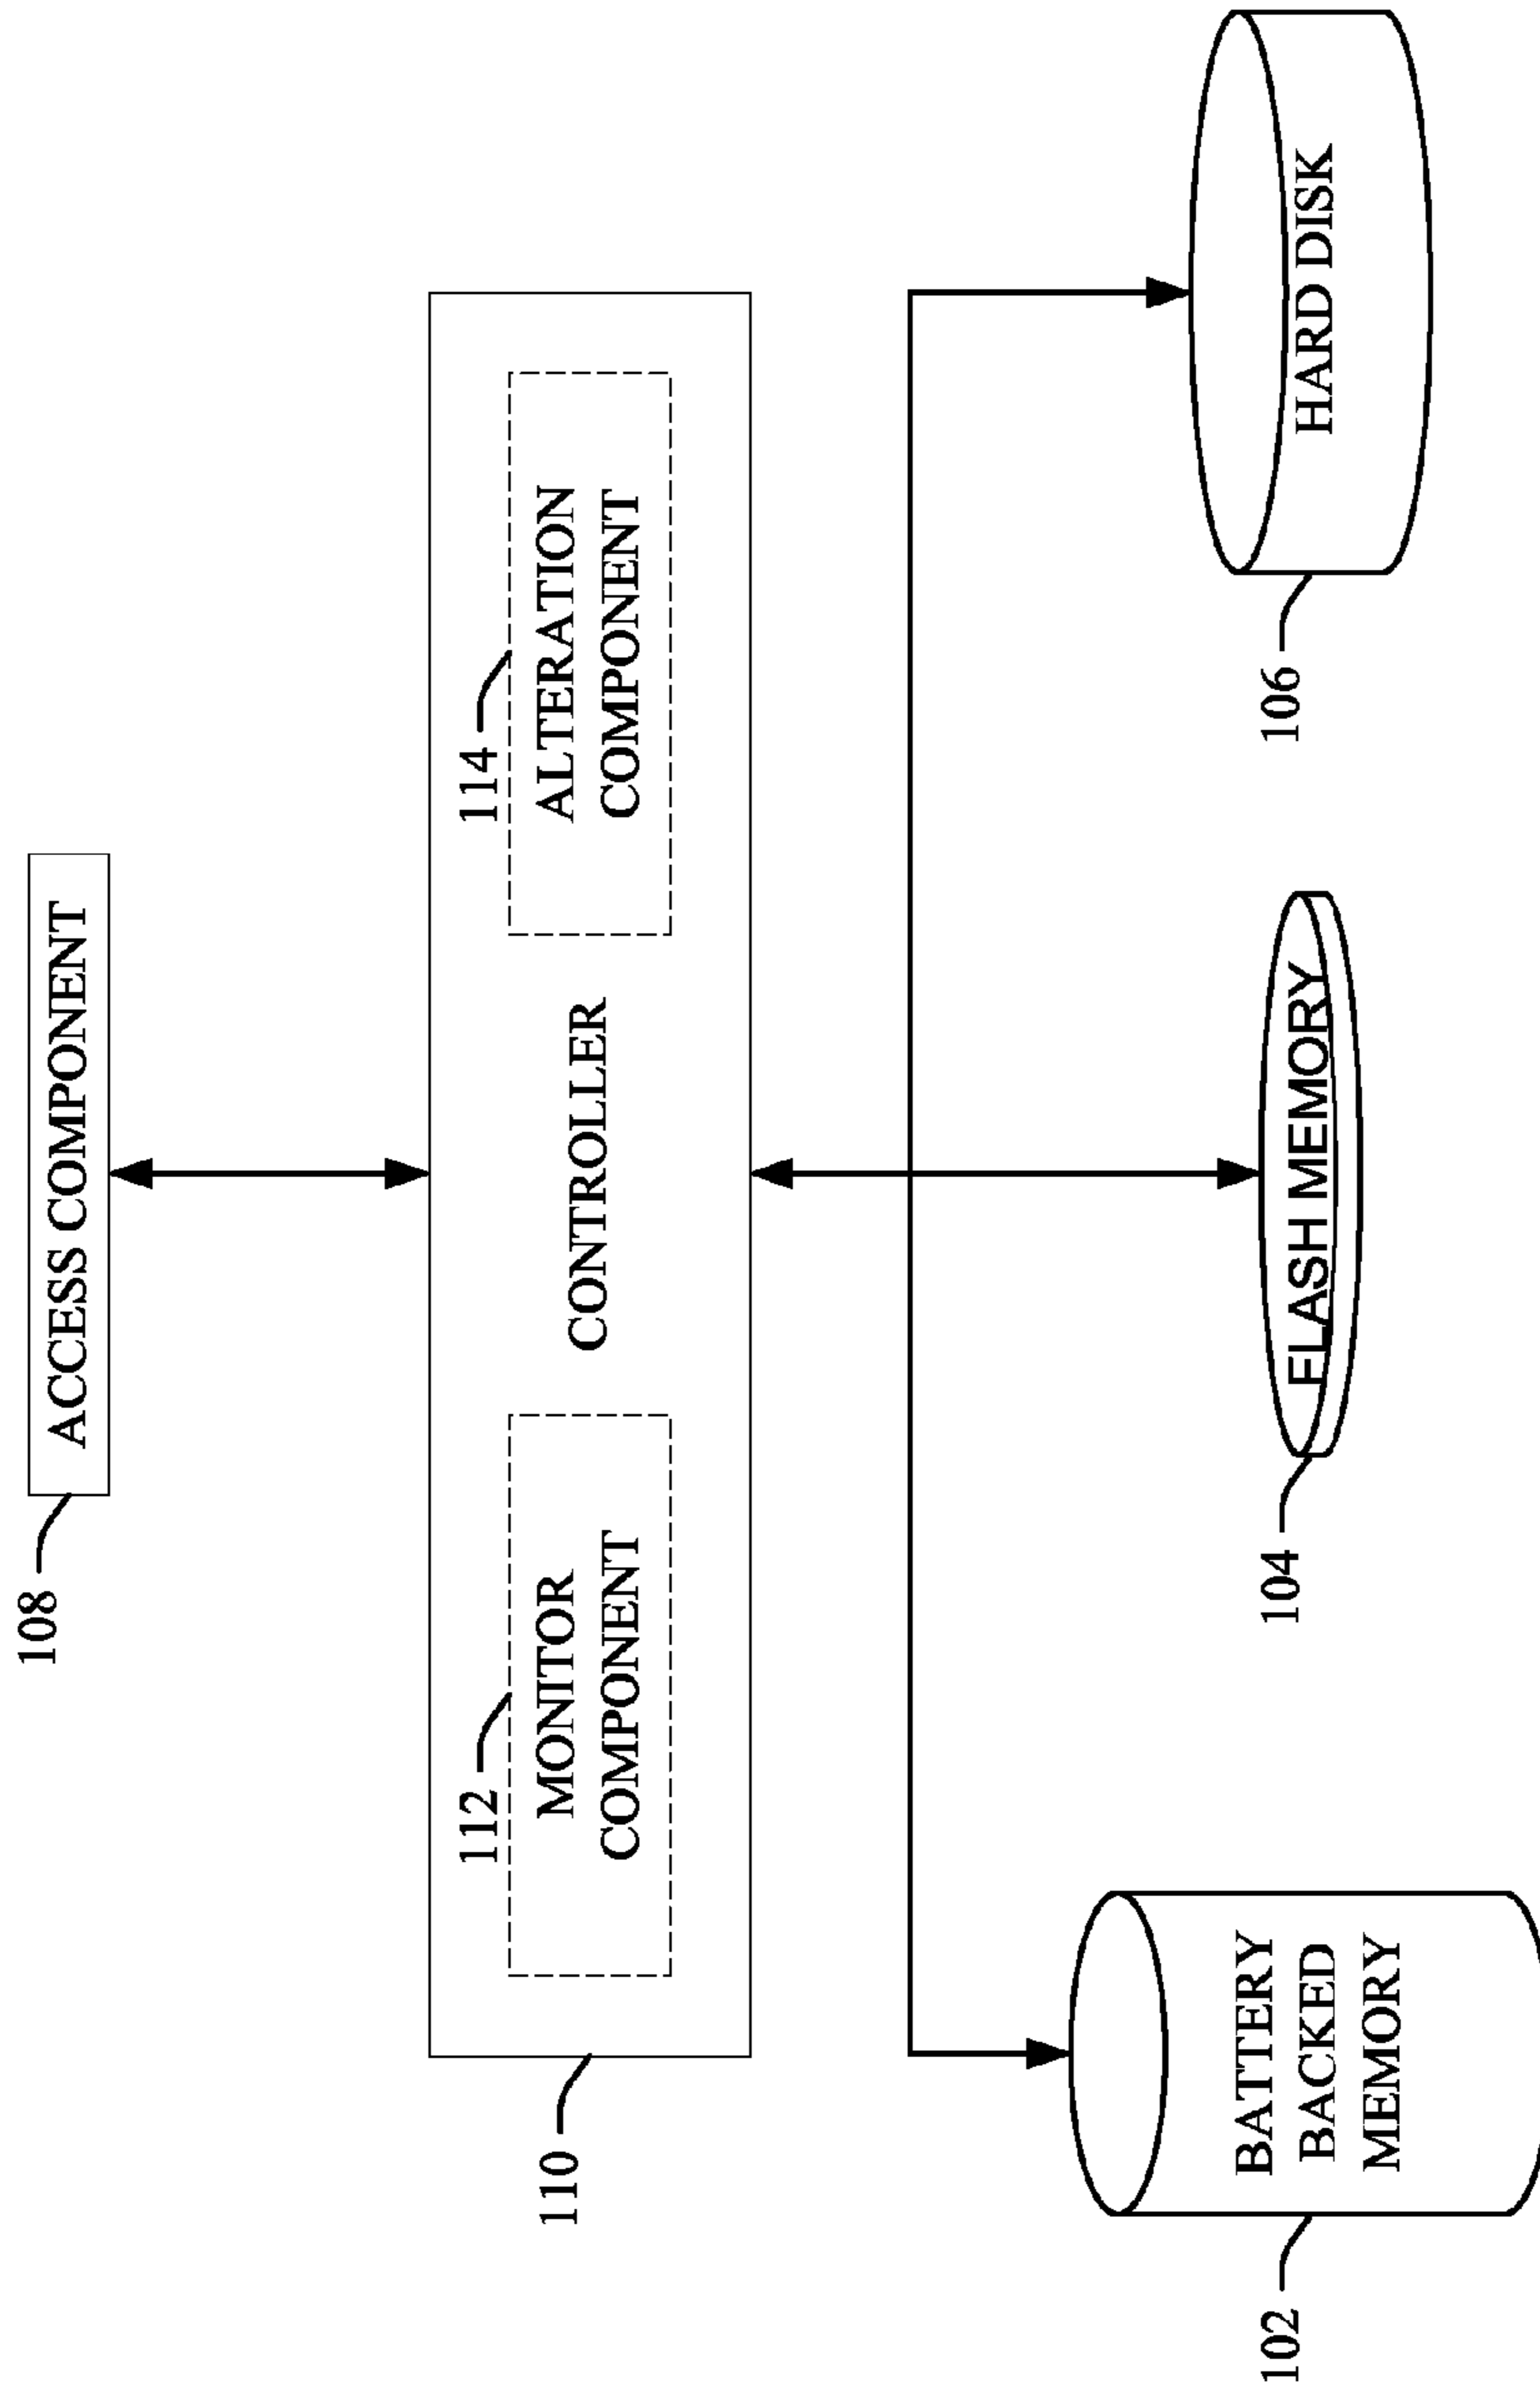 108
ACCESS COMPONENT
110
112
MONITOR
COMPONENT
CONTROLLER
114
ALTERATION
COMPONENT
102
BATTERY
BACKED
MEMORY
104
FLASH MEMORY
106
HARD DISK